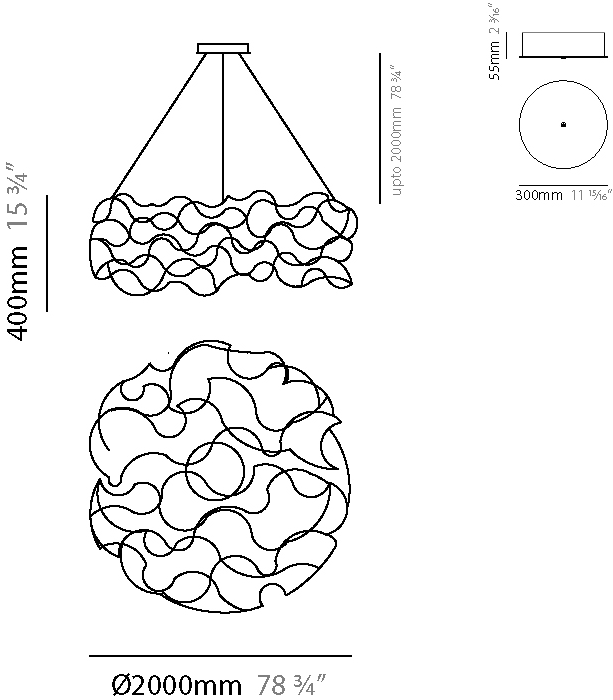 55mm 2 3⁄16″
upto 2000mm 78 ¾″
300mm 11 15⁄16″
400mm 15 ¾″
Ø2000mm 78 ¾″